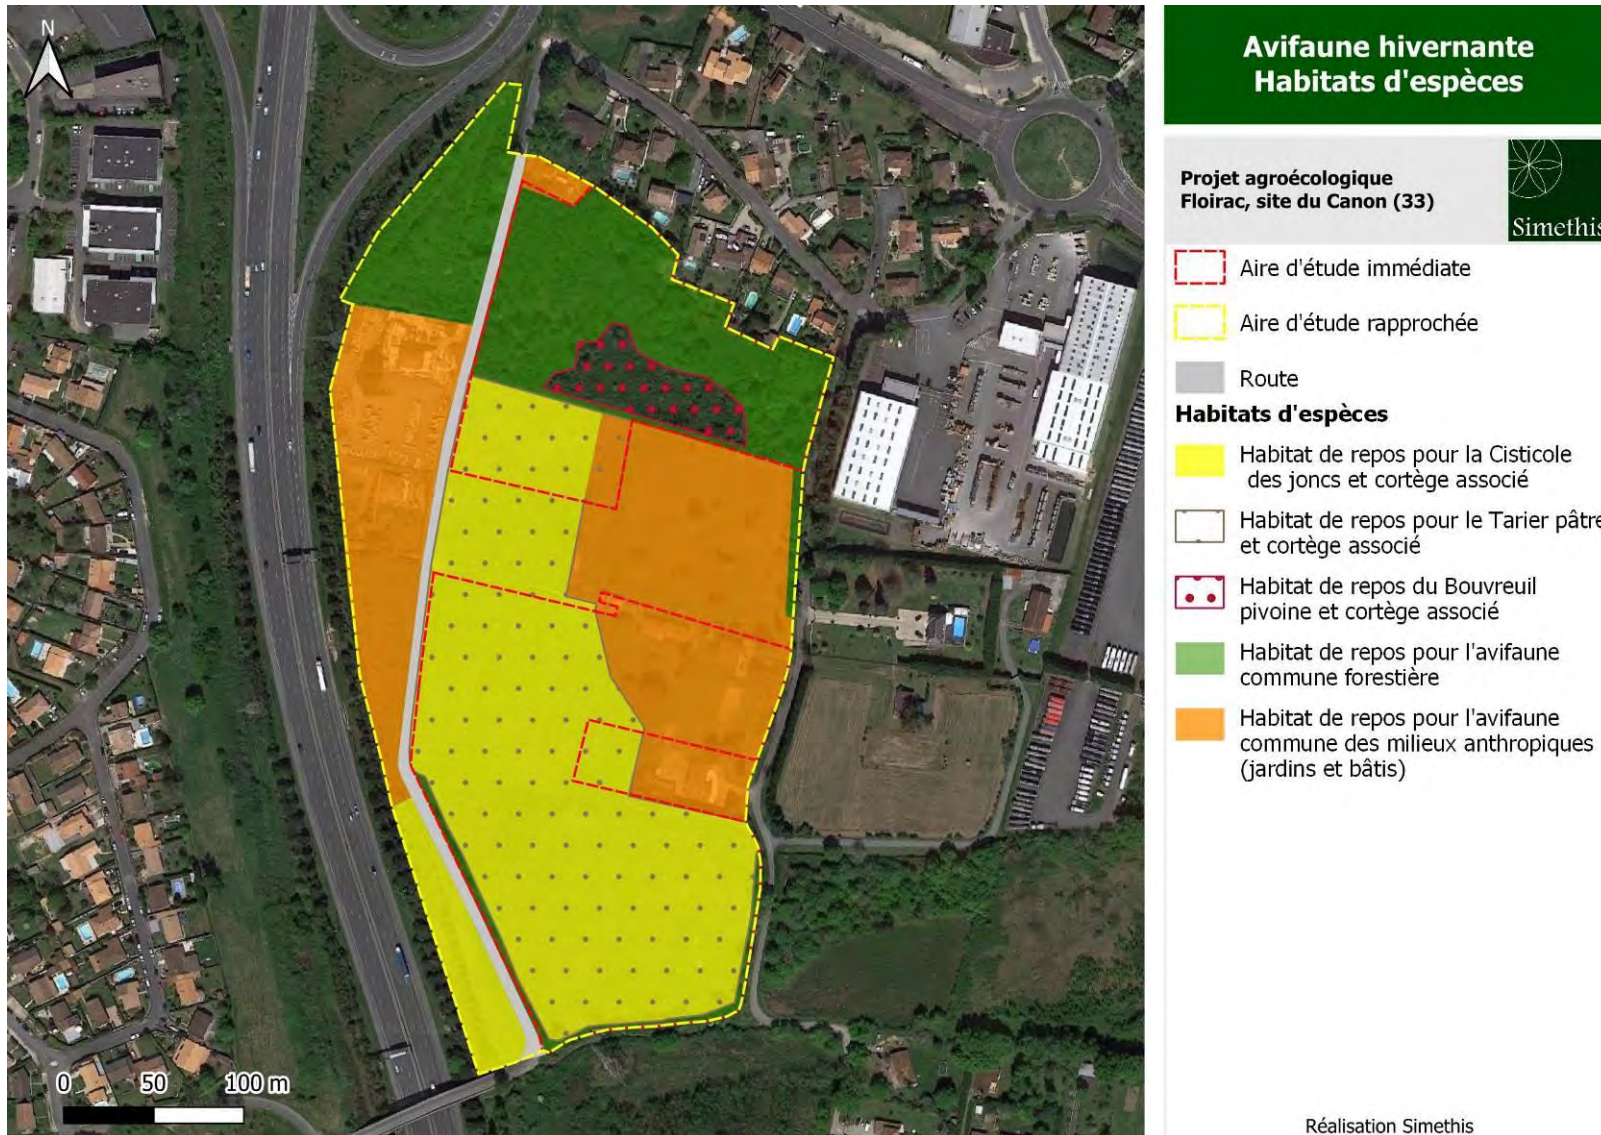 Avifaune hivernante
Habitats d'espèces
Projet agroécologique
Floirac, site du Canon (33)
Simethis
Aire d'étude immédiate
Aire d'étude rapprochée
Route
Habitats d'espèces
Habitat de repos pour la Cisticole
des joncs et cortège associé
Habitat de repos pour le Tarier pâtre
et cortège associé
Habitat de repos du Bouvreuil
pivoine et cortège associé
Habitat de repos pour l'avifaune
commune forestière
Habitat de repos pour l'avifaune
commune des milieux anthropiques
(jardins et bâtis)
Réalisation Simethis
N
0 50 100 m